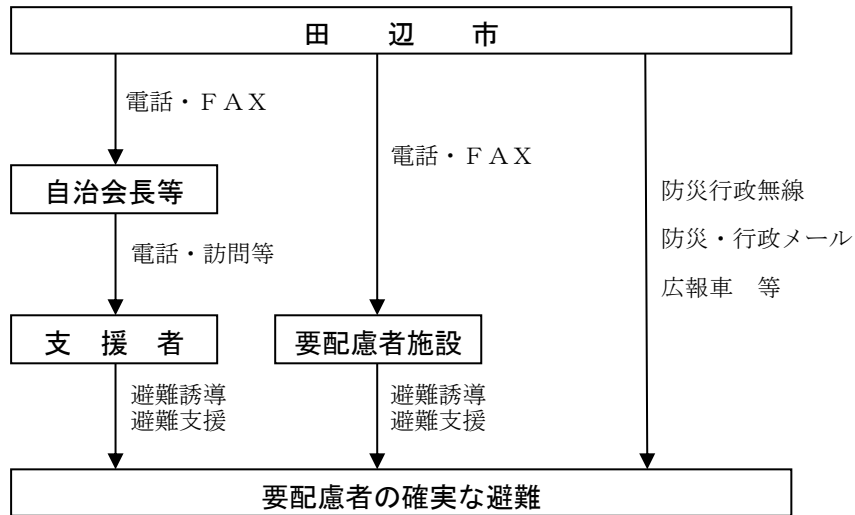 田　辺　市
電話・ＦＡＸ
電話・ＦＡＸ
自治会長等
防災行政無線
防災・行政メール
広報車　等
電話・訪問等
支　援　者
要配慮者施設
避難誘導
避難支援
避難誘導
避難支援
要配慮者の確実な避難